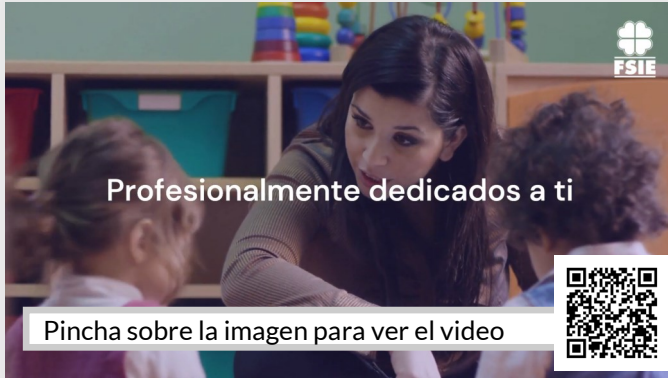 FSIE
Profesionalmente dedicados a ti
Pincha sobre la imagen para ver el video